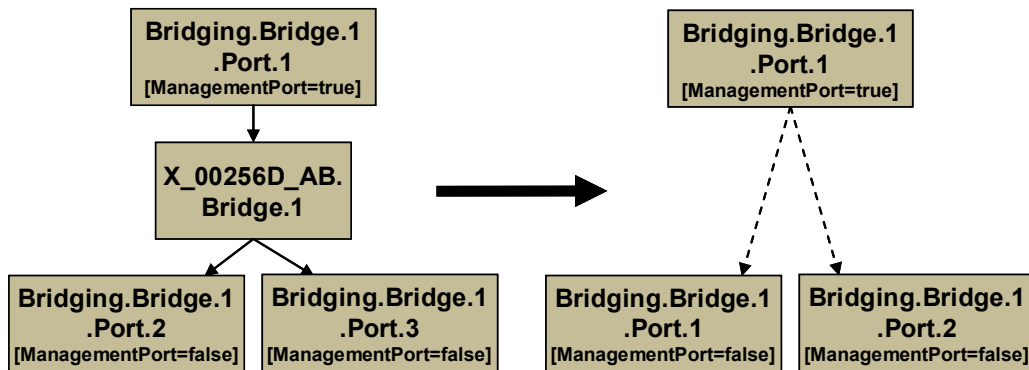 Bridging.Bridge.1
.Port.1
[ManagementPort=true]
Bridging.Bridge.1
.Port.1
[ManagementPort=true]
X_00256D_AB.
Bridge.1
Bridging.Bridge.1
.Port.2
[ManagementPort=false]
Bridging.Bridge.1
.Port.3
[ManagementPort=false]
Bridging.Bridge.1
.Port.1
[ManagementPort=false]
Bridging.Bridge.1
.Port.2
[ManagementPort=false]